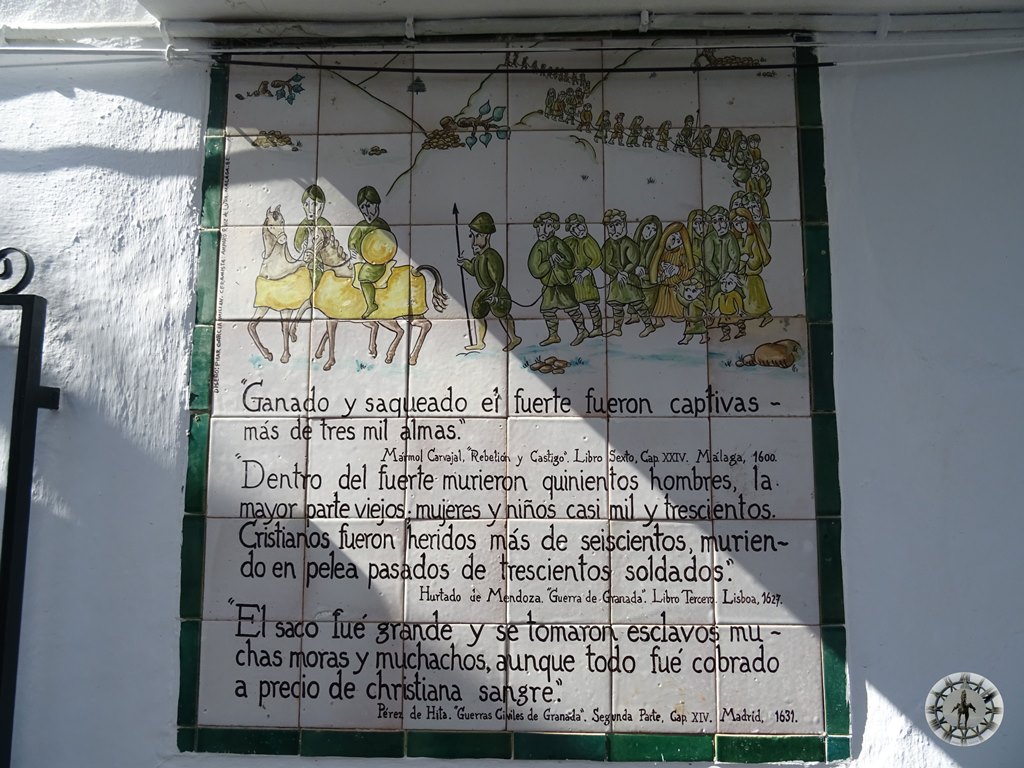 "Ganado y saqueado el fuerte fueron captivas -
más de tres mil almas."
Mármol Carvajal, "Rebelión y Castigo". Libro Sexto, Cap. XXIV. Málaga, 1600.
"Dentro del fuerte murieron quinientos hombres, la
mayor parte viejos; mujeres y niños casi mil y trescientos.
Cristianos fueron heridos más de seiscientos, murien-
do en pelea pasados de trescientos soldados".
Hurtado de Mendoza. "Guerra de Granada". Libro Tercero. Lisboa, 1627.
"El saco fué grande y se tomaron esclavos mu-
chas moras y muchachos, aunque todo fué cobrado
a precio de christiana sangre."
Pérez de Hita. "Guerras Civiles de Granada". Segunda Parte, Cap. XIV. Madrid, 1631.